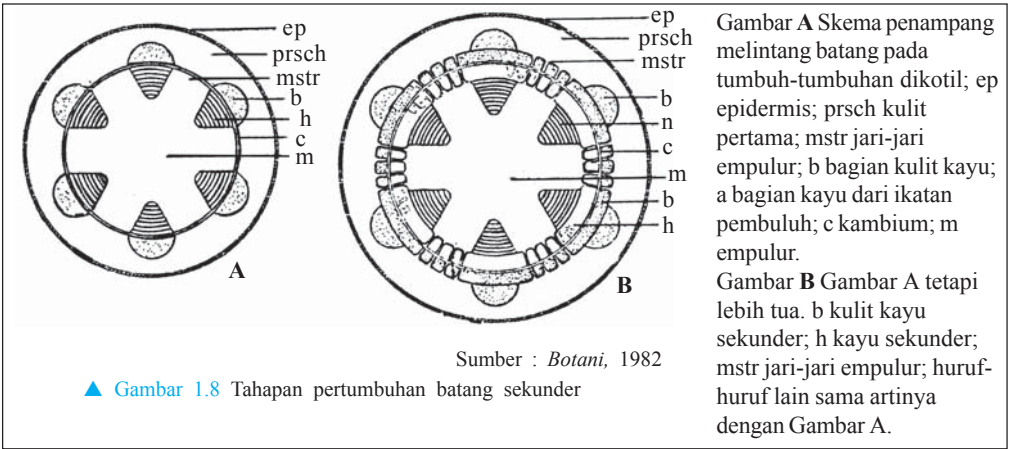 ep
prsch
mstr
b
h
c
m
A
ep
prsch
mstr
b
n
c
m
b
h
B
Sumber : Botani, 1982
▲ Gambar 1.8 Tahapan pertumbuhan batang sekunder
Gambar A Skema penampang
melintang batang pada
tumbuh-tumbuhan dikotil; ep
epidermis; prsch kulit
pertama; mstr jari-jari
empulur; b bagian kulit kayu;
a bagian kayu dari ikatan
pembuluh; c kambium; m
empulur.
Gambar B Gambar A tetapi
lebih tua. b kulit kayu
sekunder; h kayu sekunder;
mstr jari-jari empulur; huruf-
huruf lain sama artinya
dengan Gambar A.